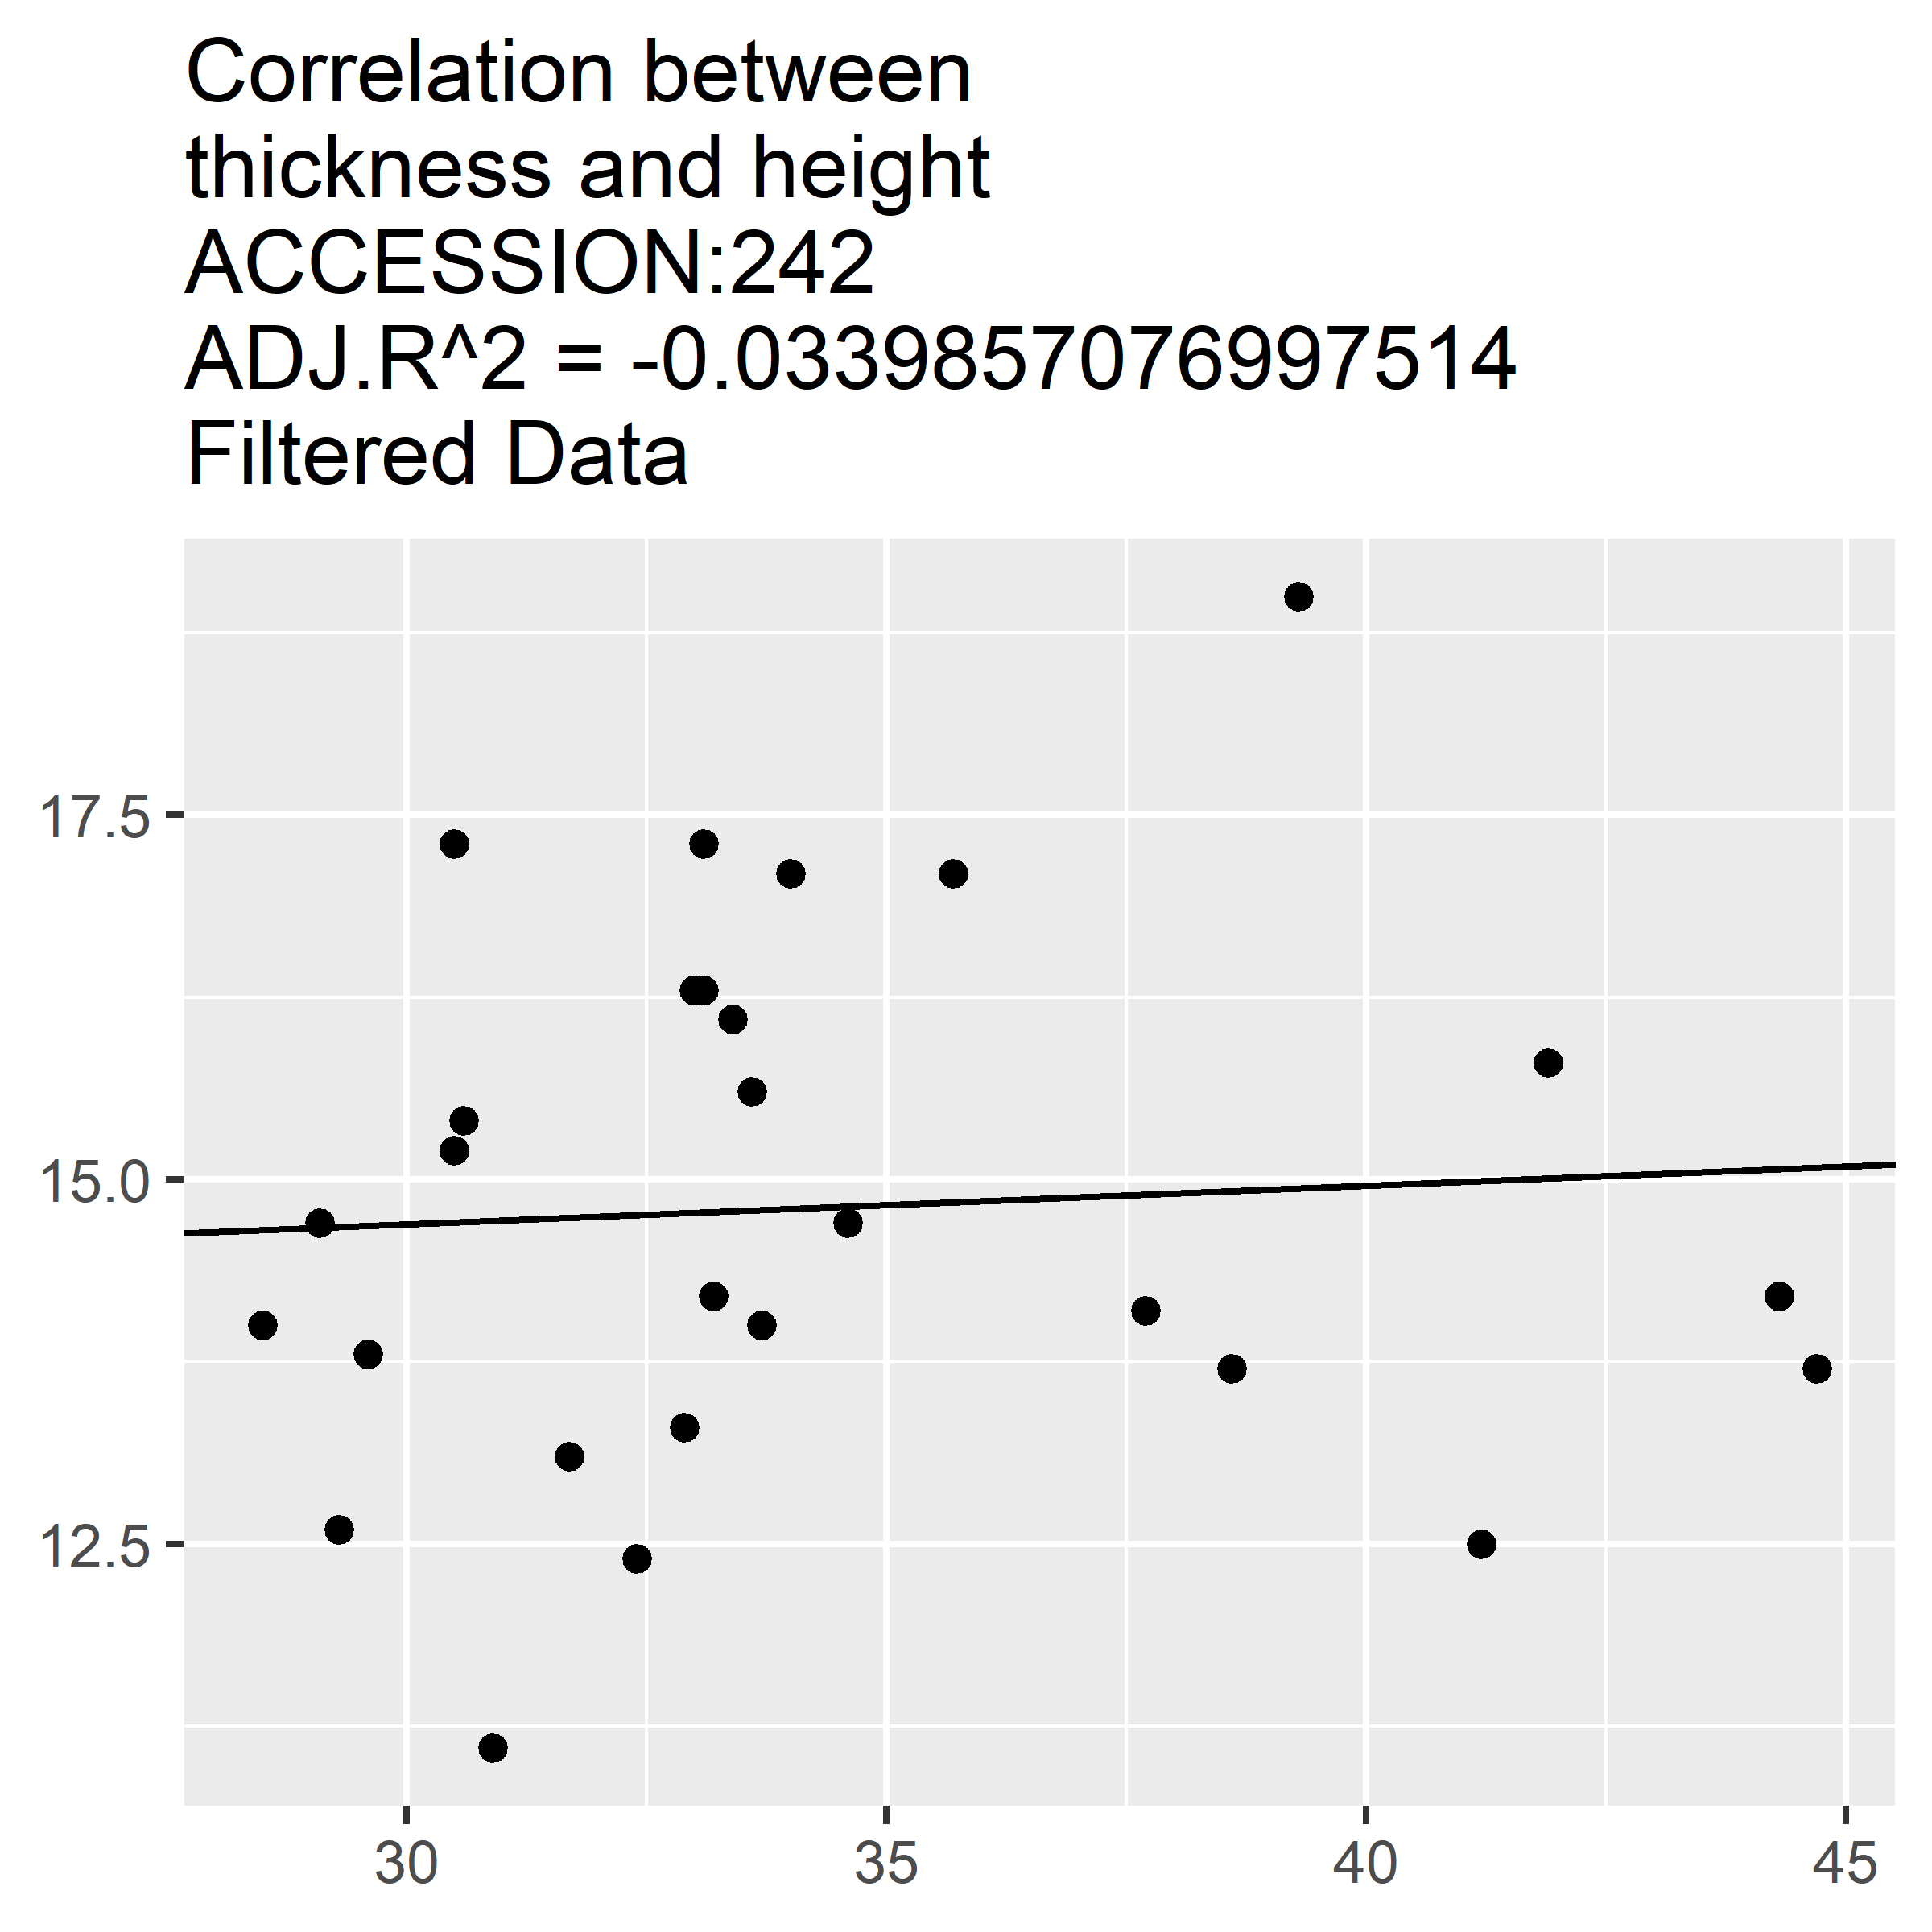 Correlation between
thickness and height
ACCESSION:242
ADJ.R^2 = -0.0339857076997514
Filtered Data
17.5
15.0
12.5
30 35 40 45